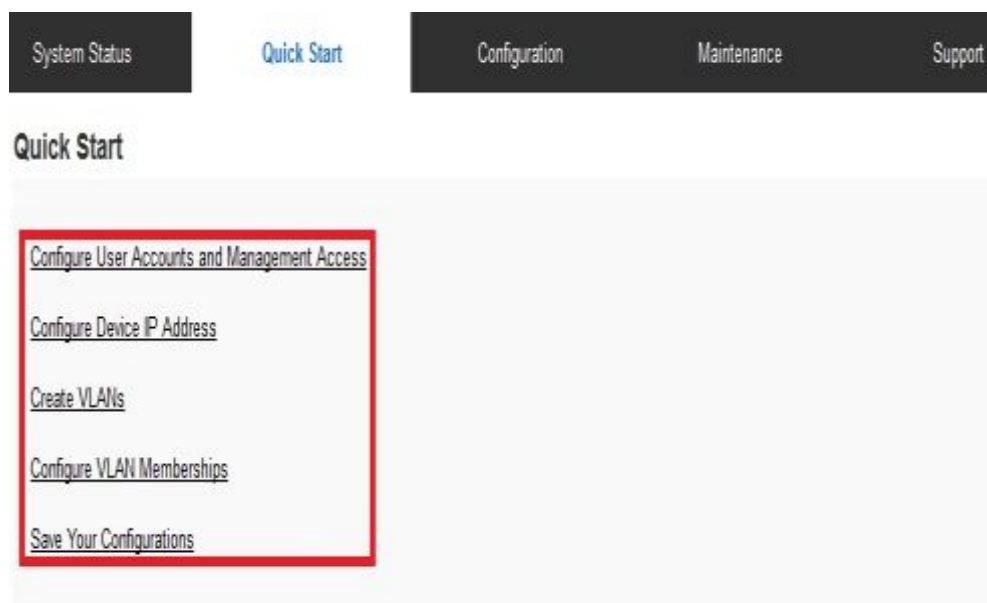 System Status Quick Start Configuration Maintenance Support
Quick Start
Configure User Accounts and Management Access
Configure Device IP Address
Create VLANs
Configure VLAN Memberships
Save Your Configurations